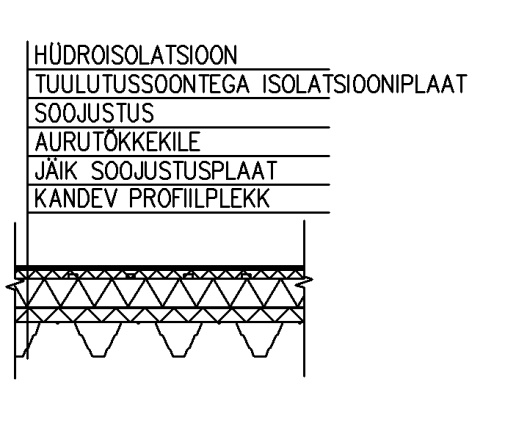 HÜDROISOLATSIOON
TUULUTUSSOONTEGA ISOLATSIOONIPLAAT
SOOJUSTUS
AURUTÕKKEKILE
JÄIK SOOJUSTUSPLAAT
KANDEV PROFIILPLEKK